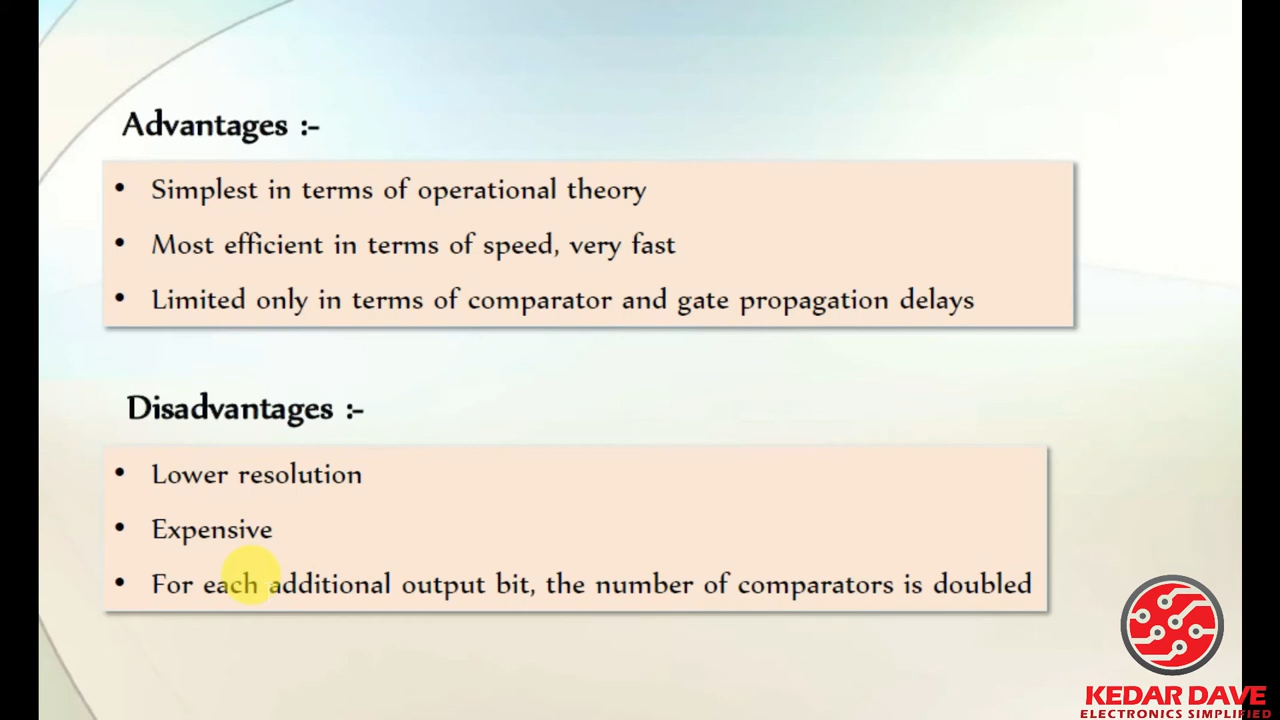 Advantages :-
• Simplest in terms of operational theory
• Most efficient in terms of speed, very fast
• Limited only in terms of comparator and gate propagation delays
Disadvantages :-
• Lower resolution
• Expensive
• For each additional output bit, the number of comparators is doubled
KEDAR DAVE
ELECTRONICS SIMPLIFIED